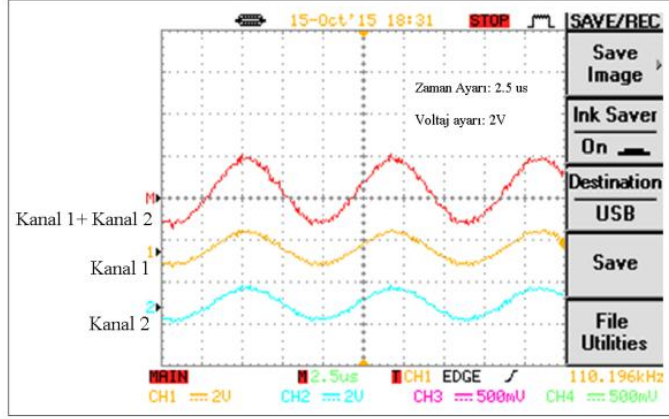 15-Oct'15 18:31 STOP SAVE/REC
Save
Image
Zaman Ayarı: 2.5 us
Voltaj ayarı: 2V
Ink Saver
On
Destination
USB
M
Kanal 1+ Kanal 2
1
Kanal 1
Save
2
Kanal 2
File
Utilities
MAIN M 2.5us T CH1 EDGE 110.196kHz
CH1 2V CH2 2V CH3 500mV CH4 500mV